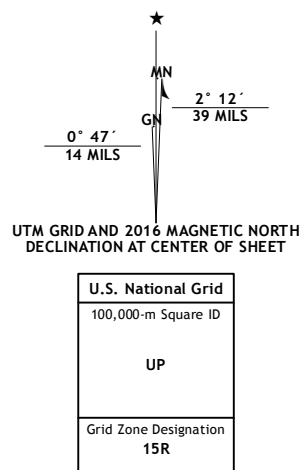 ★
MN
GN
2° 12´
39 MILS
0° 47´
14 MILS
UTM GRID AND 2016 MAGNETIC NORTH
DECLINATION AT CENTER OF SHEET
U.S. National Grid
100,000-m Square ID
UP
Grid Zone Designation
15R